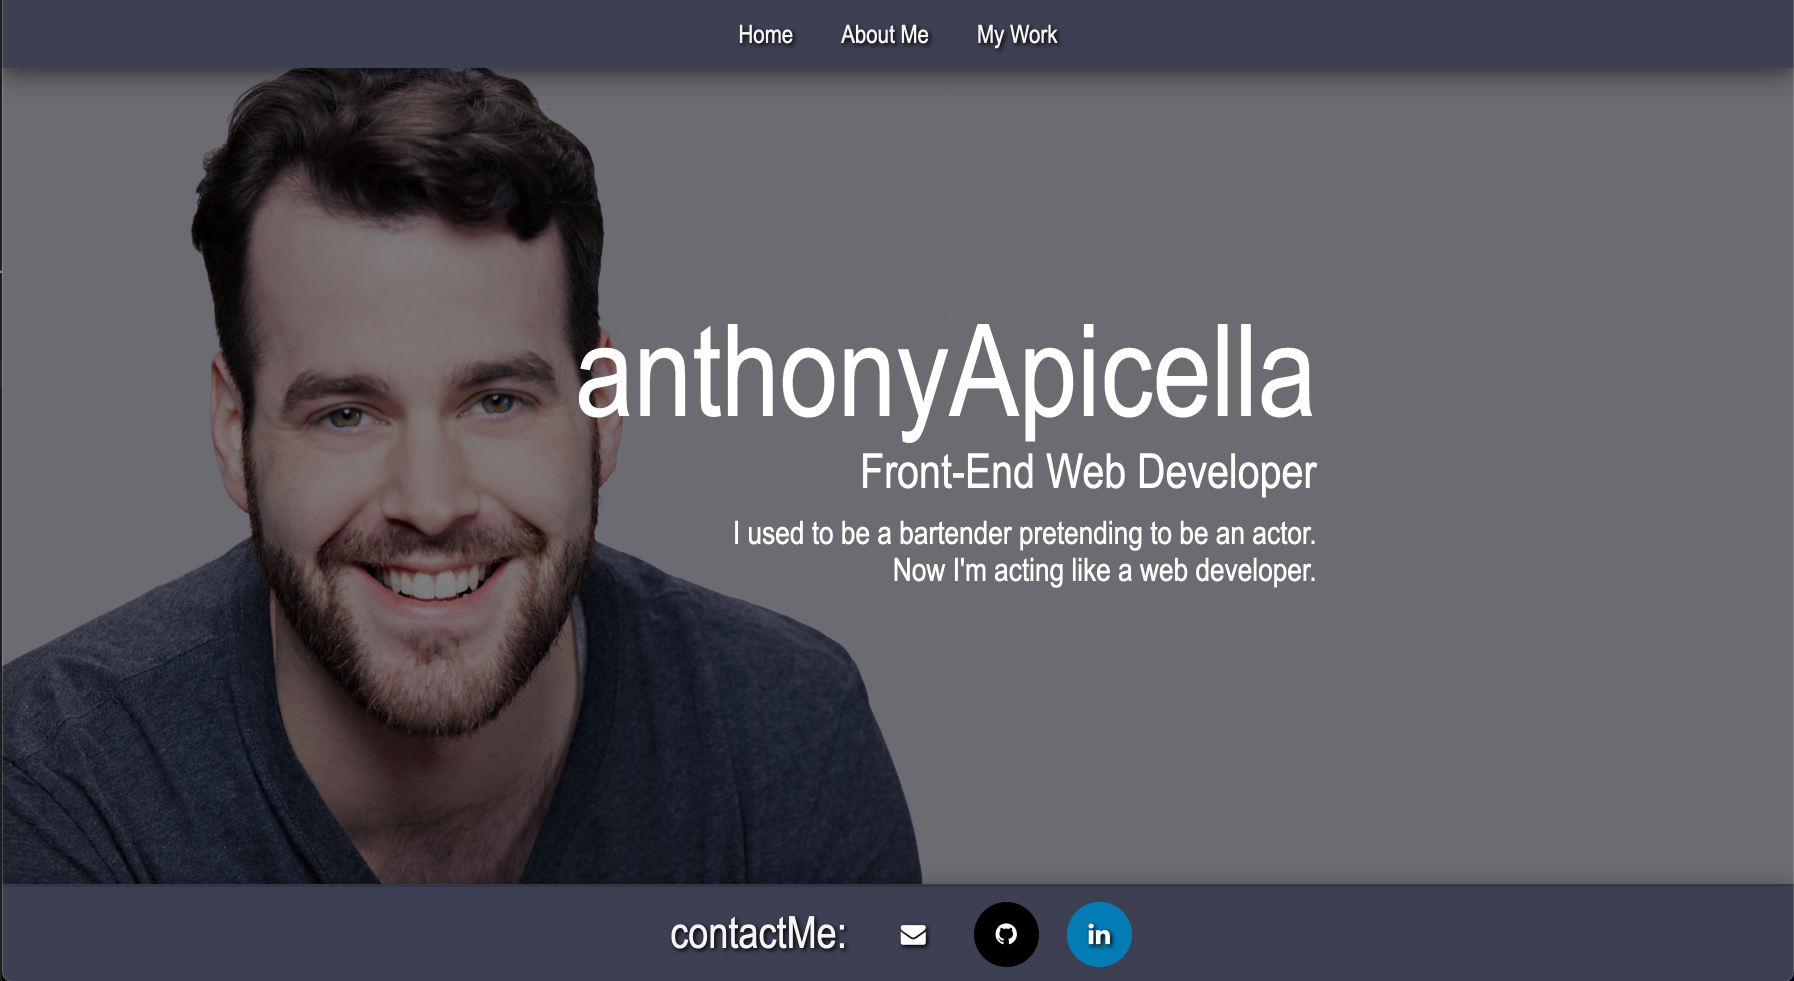 Home About Me My Work
anthonyApicella
Front-End Web Developer
I used to be a bartender pretending to be an actor.
Now I'm acting like a web developer.
contactMe:
in